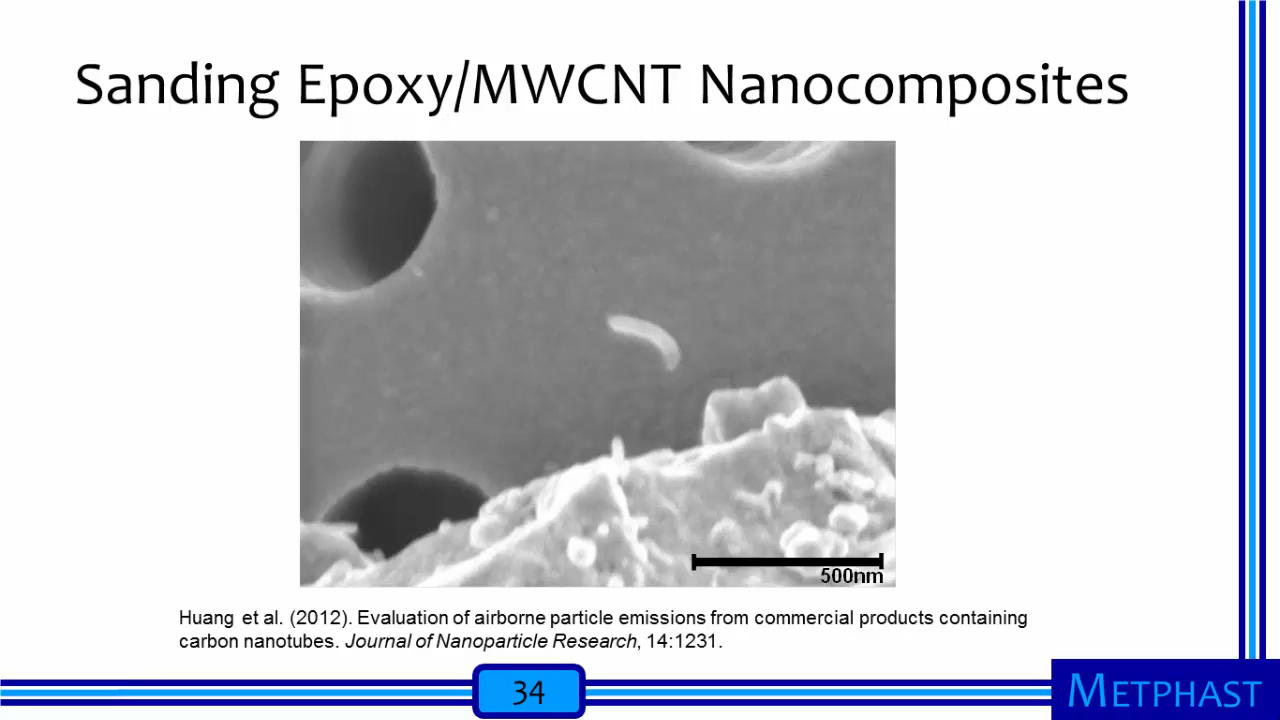 Sanding Epoxy/MWCNT Nanocomposites
500nm
Huang et al. (2012). Evaluation of airborne particle emissions from commercial products containing
carbon nanotubes. Journal of Nanoparticle Research, 14:1231.
34
METPHAST